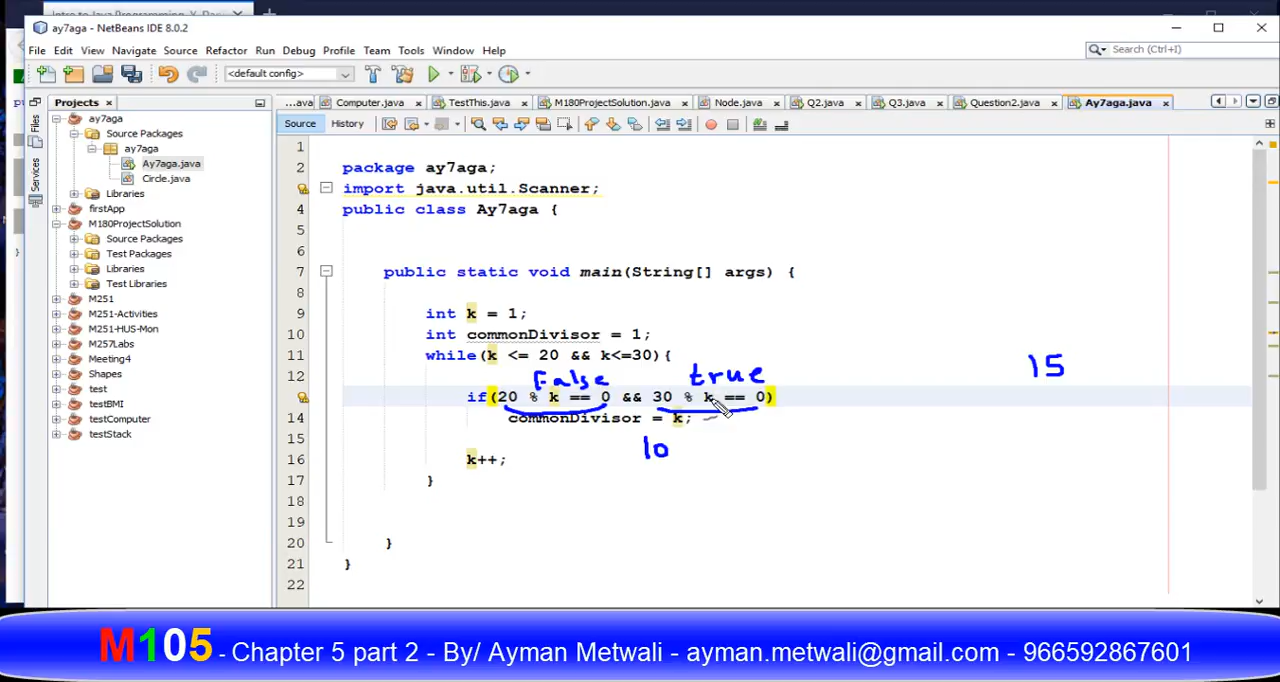 Intro to Java Programming, Y. Dan
ay7aga - NetBeans IDE 8.0.2
File Edit View Navigate Source Refactor Run Debug Profile Team Tools Window Help
Search (Ctrl+I)
<default config>
Projects
...ava Computer.java TestThis.java M180ProjectSolution.java Node.java Q2.java Q3.java Question2.java Ay7aga.java
Files
Services
ay7aga
Source Packages
ay7aga
Ay7aga.java
Circle.java
Libraries
firstApp
M180ProjectSolution
Source Packages
Test Packages
Libraries
Test Libraries
M251
M251-Activities
M251-HUS-Mon
M257Labs
Meeting4
Shapes
test
testBMI
testComputer
testStack
Source History
1
2 package ay7aga;
import java.util.Scanner;
4 public class Ay7aga {
5
6
7 public static void main(String[] args) {
8
9 int k = 1;
10 int commonDivisor = 1;
11 while(k <= 20 && k<=30){
12 False true 15
if(20 % k == 0 && 30 % k == 0)
14 commonDivisor = k;
15 10
16 k++;
17 }
18
19
20 }
21 }
22
M105 - Chapter 5 part 2 - By/ Ayman Metwali - ayman.metwali@gmail.com - 966592867601